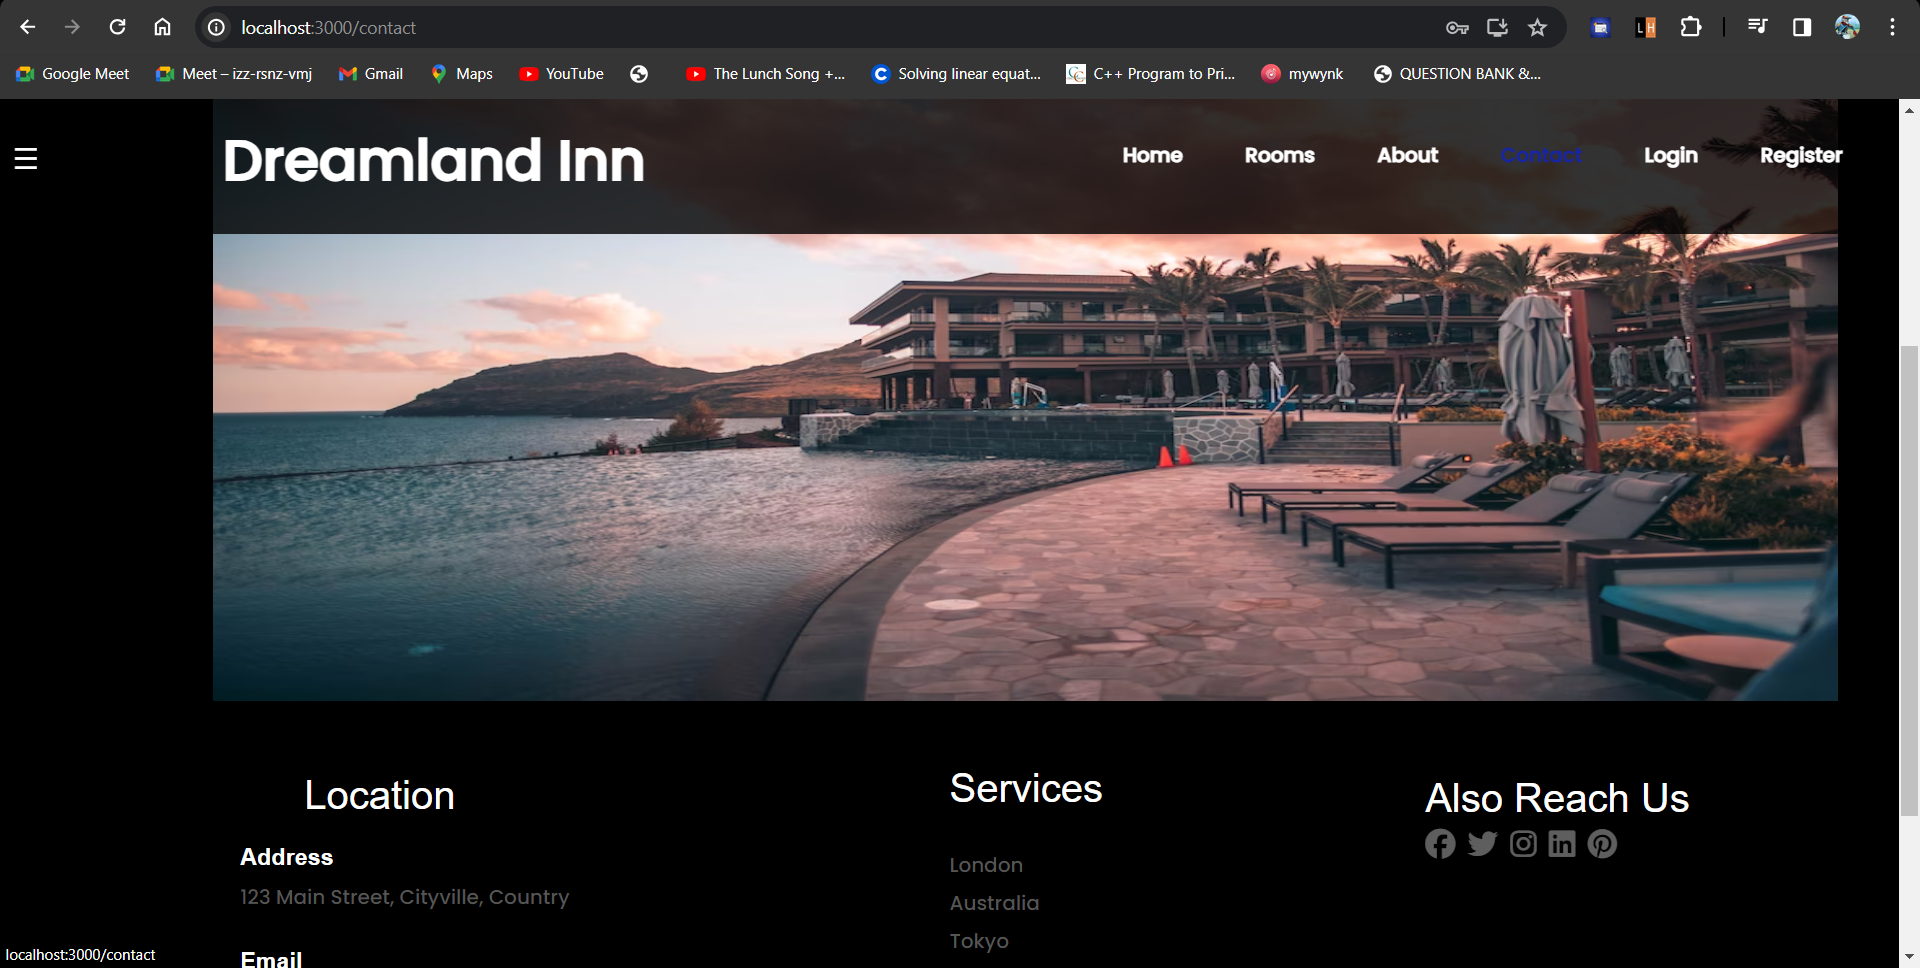 localhost:3000/contact
Google Meet
Meet – izz-rsnz-vmj
Gmail
Maps
YouTube
The Lunch Song +...
Solving linear equat...
C++ Program to Pri...
mywynk
QUESTION BANK &...
LH
Dreamland Inn
Home
Rooms
About
Contact
Login
Register
Location
Address
123 Main Street, Cityville, Country
Email
Services
London
Australia
Tokyo
Also Reach Us
localhost:3000/contact